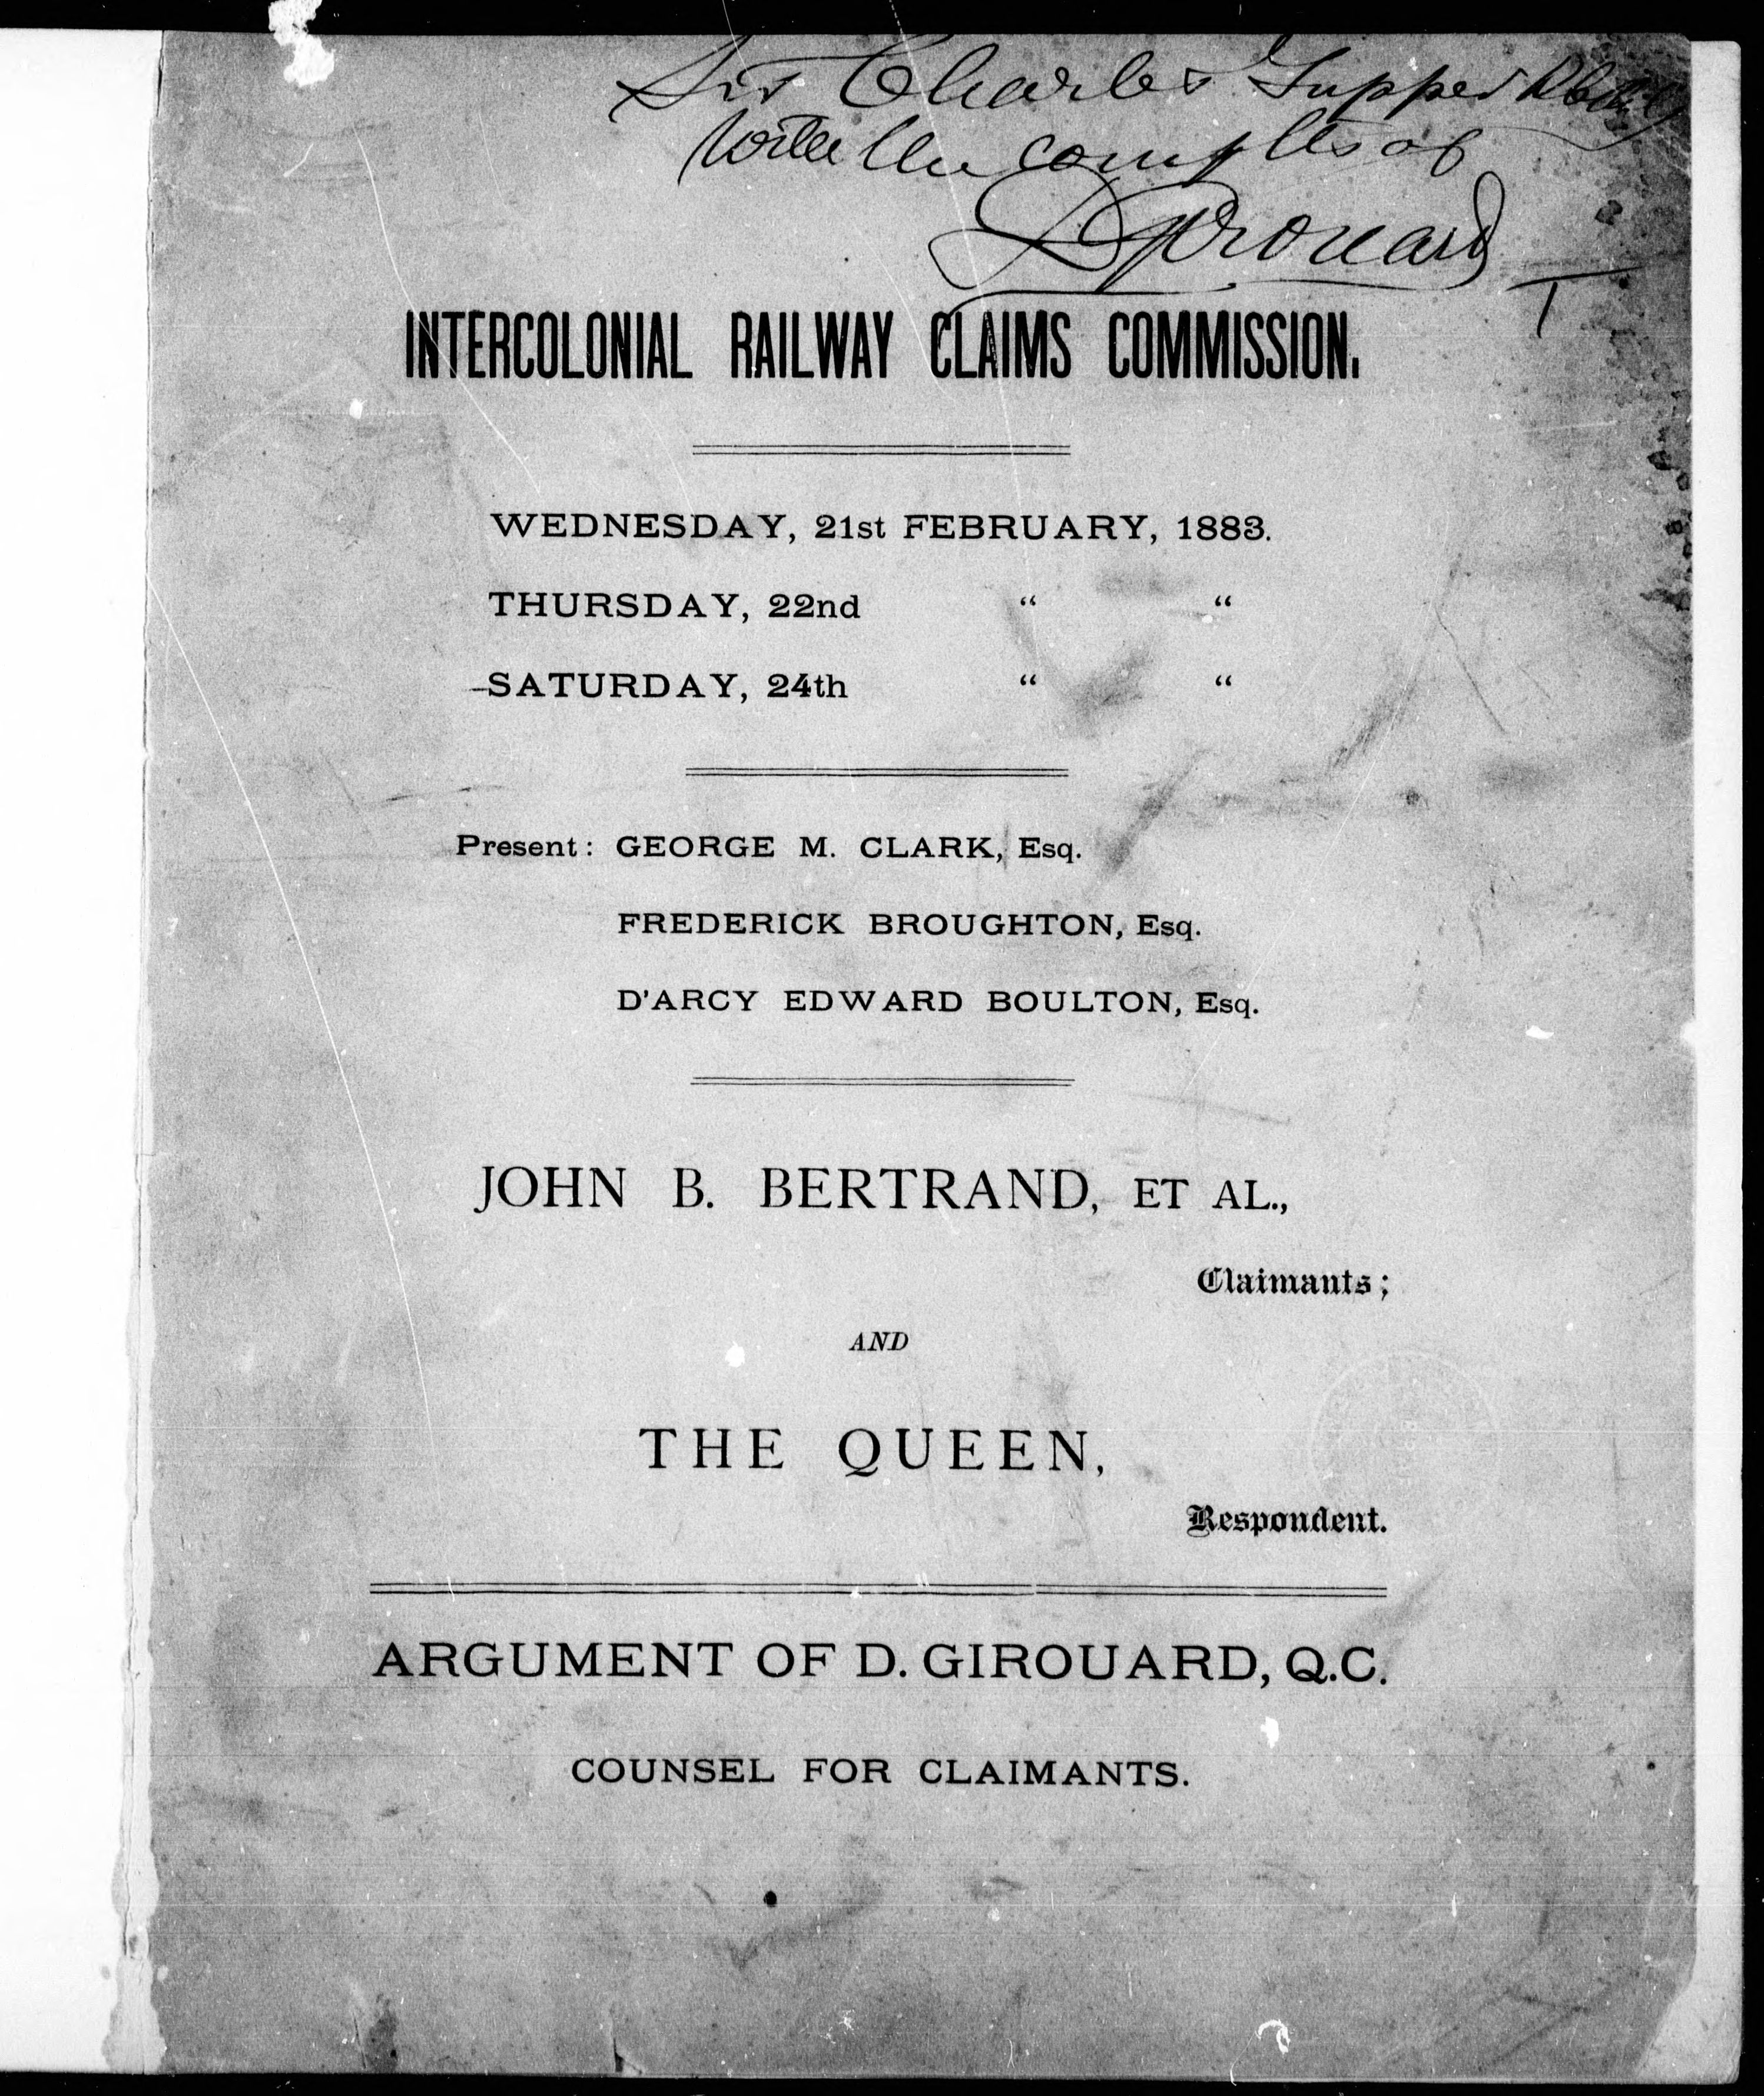 Sir Charles Tupper
With the complts of
D Girouard
INTERCOLONIAL RAILWAY CLAIMS COMMISSION.
WEDNESDAY, 21st FEBRUARY, 1883.
THURSDAY, 22nd “ “
SATURDAY, 24th “ “
Present: GEORGE M. CLARK, Esq.
FREDERICK BROUGHTON, Esq.
D'ARCY EDWARD BOULTON, Esq.
JOHN B. BERTRAND, ET AL.,
Claimants;
AND
THE QUEEN,
Respondent.
ARGUMENT OF D. GIROUARD, Q.C.
COUNSEL FOR CLAIMANTS.